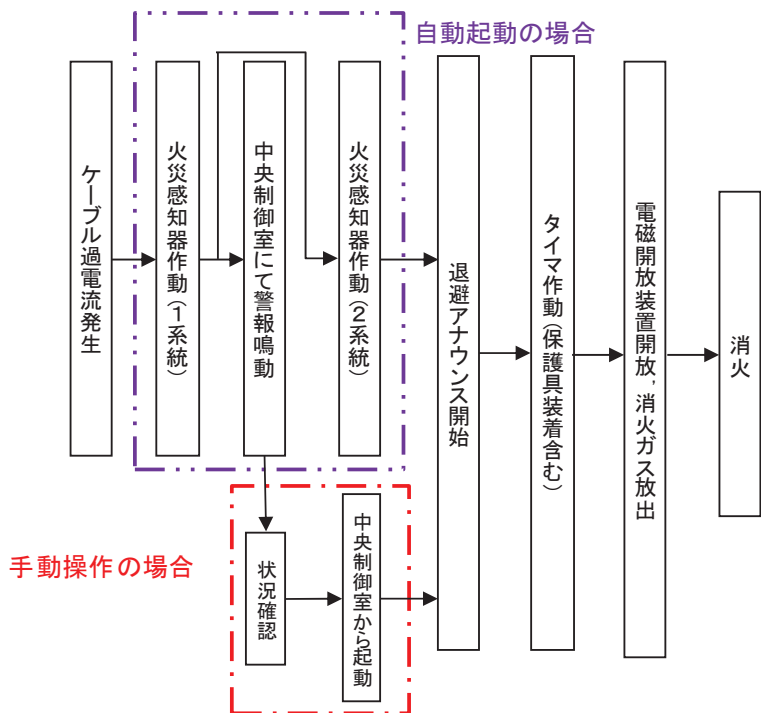 自動起動の場合
ケーブル過電流発生
火災感知器作動(1系統)
中央制御室にて警報鳴動
火災感知器作動(2系統)
退避アナウンス開始
タイマ作動(保護具装着含む)
電磁開放装置開放,消火ガス放出
消火
手動操作の場合
状況確認
中央制御室から起動